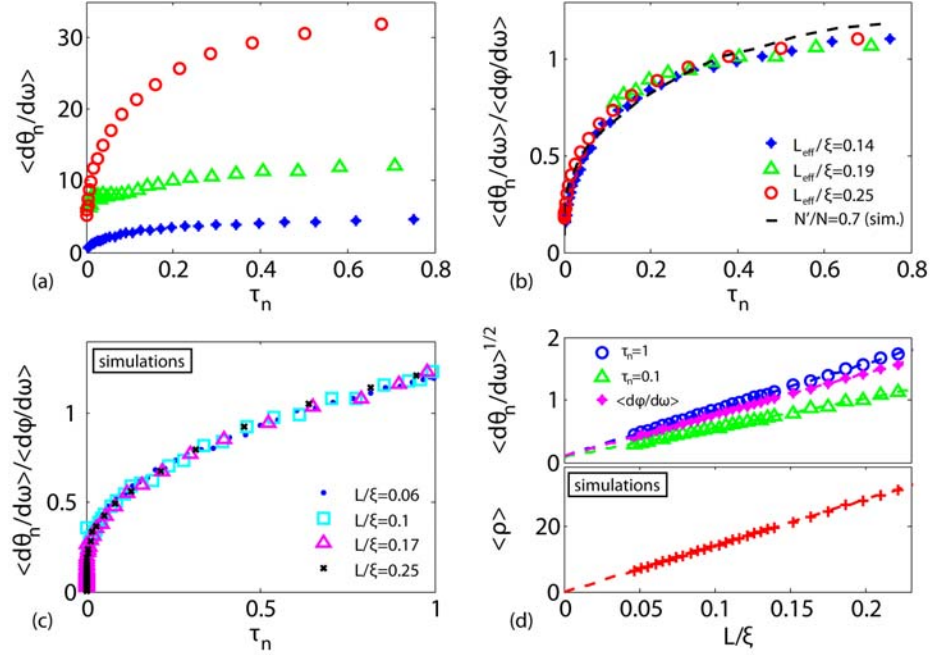 30
20
10
0
<dθn/dω>
0 0.2 0.4 0.6 0.8
τn
(a)
1.5
1
0.5
0
<dθn/dω>/<dφ/dω>
Leff/ξ=0.14
Leff/ξ=0.19
Leff/ξ=0.25
N'/N=0.7 (sim.)
0 0.2 0.4 0.6 0.8
τn
(b)
simulations
1
0.5
0
<dθn/dω>/<dφ/dω>
L/ξ=0.06
L/ξ=0.1
L/ξ=0.17
L/ξ=0.25
0 0.5 1
τn
(c)
2
1
0
<dθn/dω>1/2
τn=1
τn=0.1
<dφ/dω>
simulations
20
0
<ρ>
0 0.05 0.1 0.15 0.2
L/ξ
(d)